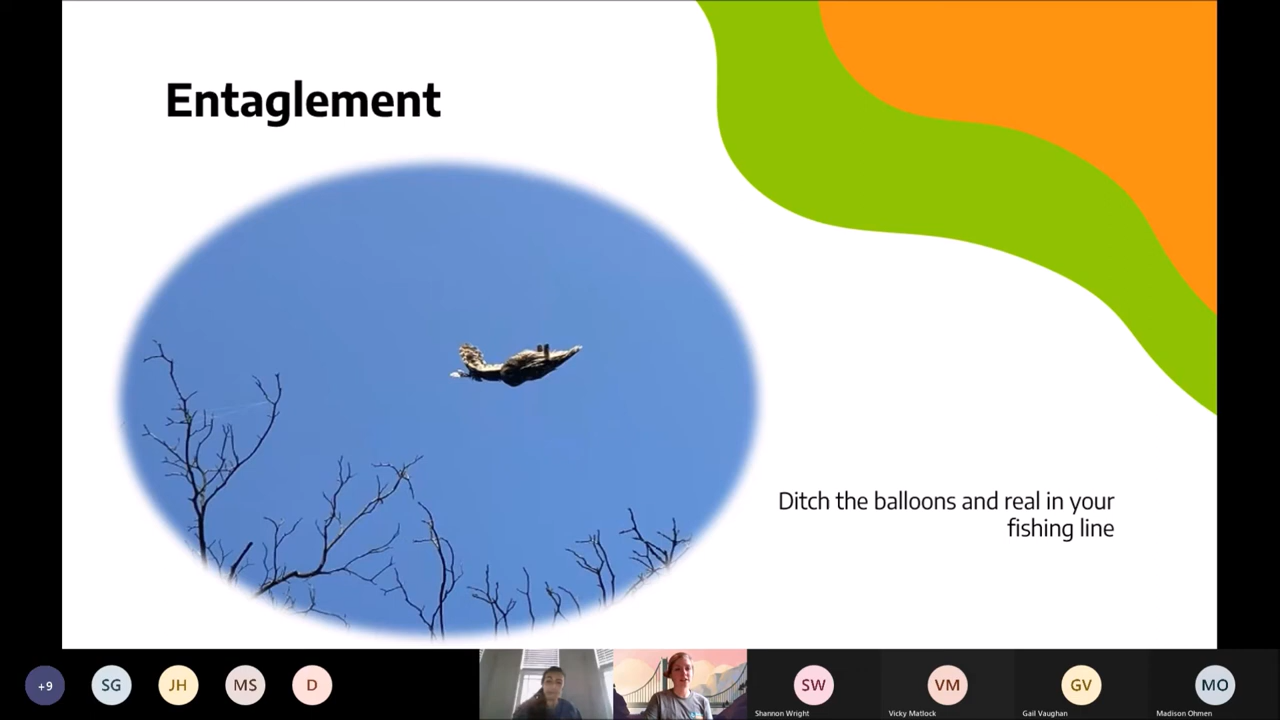 Entaglement
Ditch the balloons and real in your
fishing line
+9
SG
JH
MS
D
SW
VM
GV
MO
Shannon Wright
Vicky Matlock
Gail Vaughan
Madison Ohmen